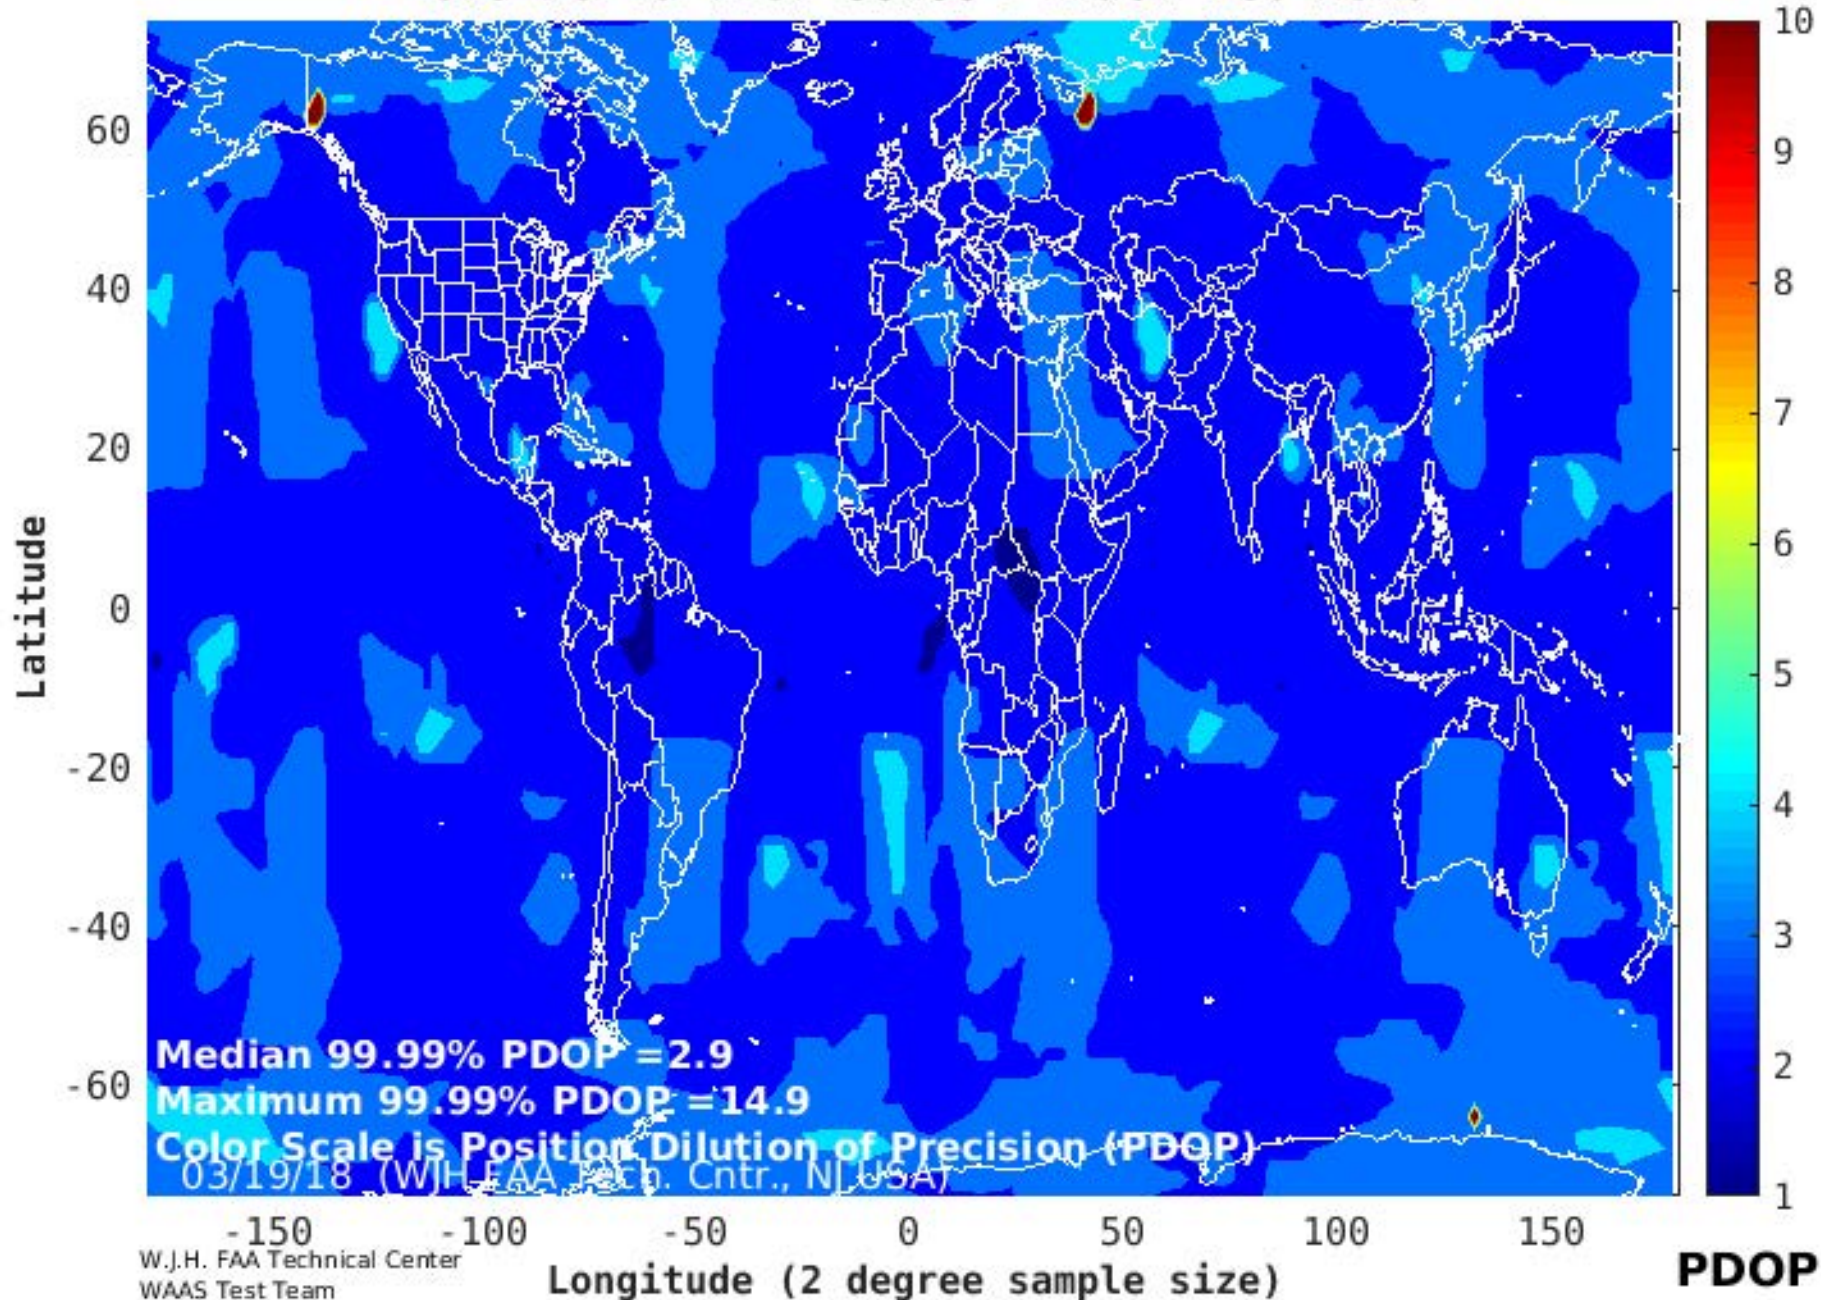 10
9
8
7
6
5
4
3
2
1
60
40
20
0
-20
-40
-60
Latitude
Median 99.99% PDOP =2.9
Maximum 99.99% PDOP =14.9
Color Scale is Position Dilution of Precision (PDOP)
03/19/18 (WJH FAA Tech. Cntr., NJ USA)
-150 -100 -50 0 50 100 150
W.J.H. FAA Technical Center
WAAS Test Team
Longitude (2 degree sample size)
PDOP